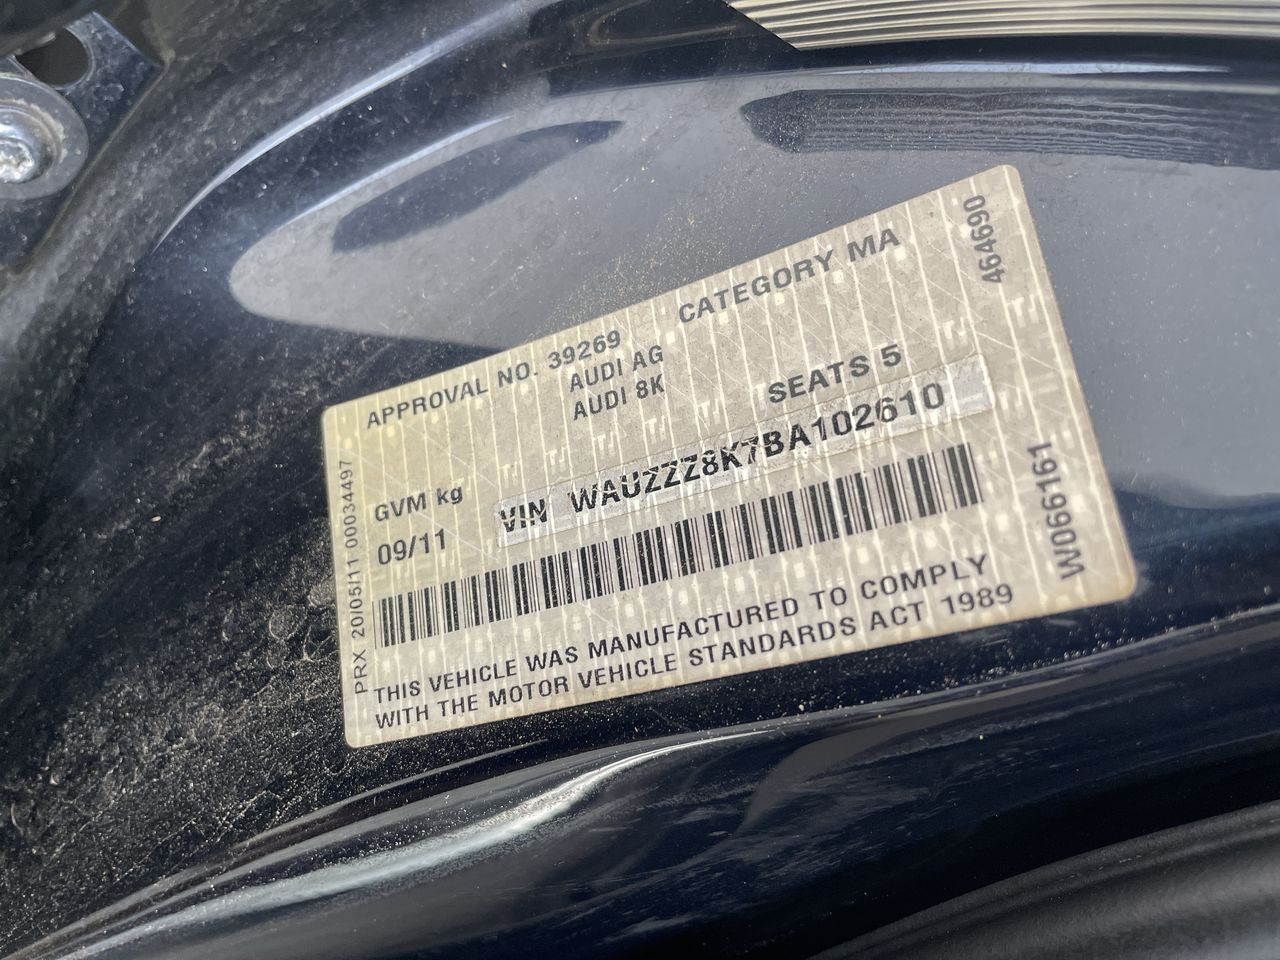 APPROVAL NO. 39269 CATEGORY MA
AUDI AG
AUDI 8K
SEATS 5
464690
GVM kg
VIN WAUZZZ8K7BA102610
09/11
THIS VEHICLE WAS MANUFACTURED TO COMPLY
WITH THE MOTOR VEHICLE STANDARDS ACT 1989
PRX 20/05/11 00034497
W066161